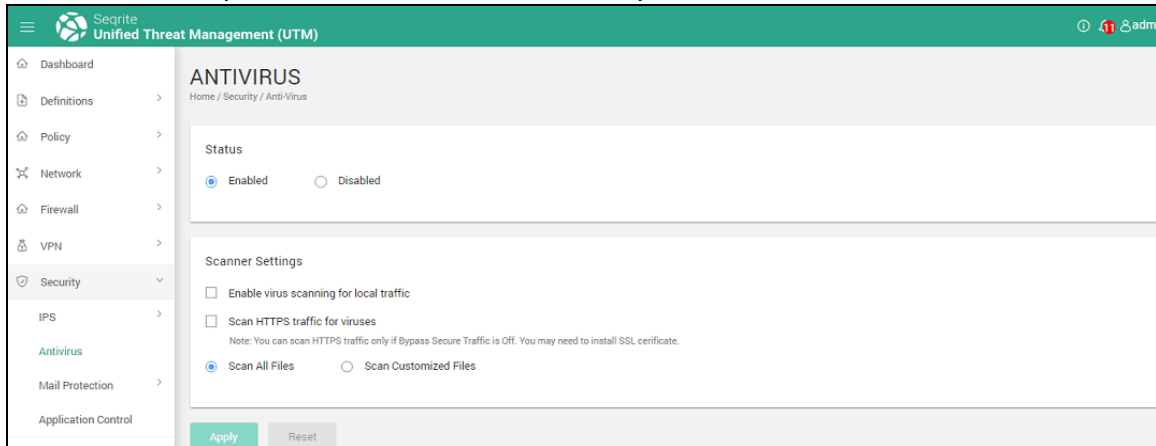 Seqrite
Unified Threat Management (UTM)
11
adm
Dashboard
Definitions
Policy
Network
Firewall
VPN
Security
IPS
Antivirus
Mail Protection
Application Control
ANTIVIRUS
Home / Security / Anti-Virus
Status
Enabled Disabled
Scanner Settings
Enable virus scanning for local traffic
Scan HTTPS traffic for viruses
Note: You can scan HTTPS traffic only if Bypass Secure Traffic is Off. You may need to install SSL cerificate.
Scan All Files Scan Customized Files
Apply Reset